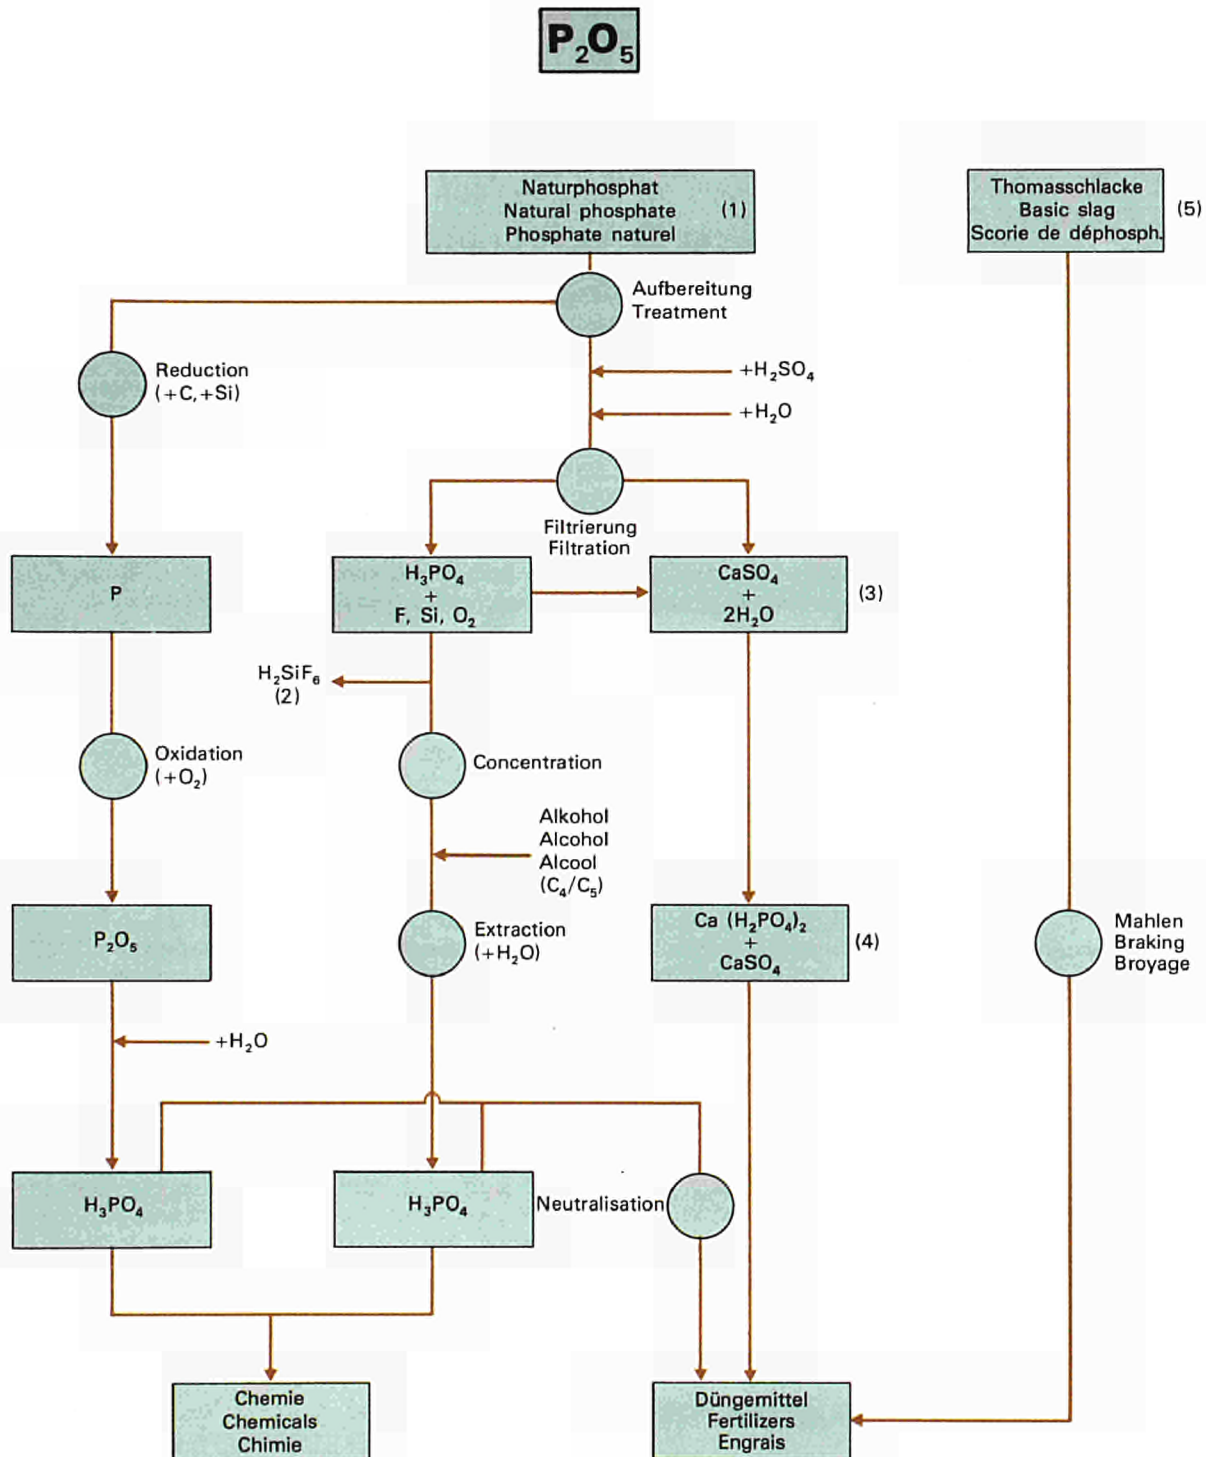 P₂O₅
Naturphosphat
Natural phosphate (1)
Phosphate naturel
Thomasschlacke
Basic slag (5)
Scorie de déphosph.
Aufbereitung
Treatment
Reduction
(+C,+Si)
+H₂SO₄
+H₂O
Filtrierung
Filtration
P
H₃PO₄
+
F, Si, O₂
CaSO₄
+
2H₂O
(3)
H₂SiF₆
(2)
Oxidation
(+O₂)
Concentration
Alkohol
Alcohol
Alcool
(C₄/C₅)
P₂O₅
Extraction
(+H₂O)
Ca (H₂PO₄)₂
+
CaSO₄
(4)
Mahlen
Braking
Broyage
+H₂O
H₃PO₄
H₃PO₄
Neutralisation
Chemie
Chemicals
Chimie
Düngemittel
Fertilizers
Engrais